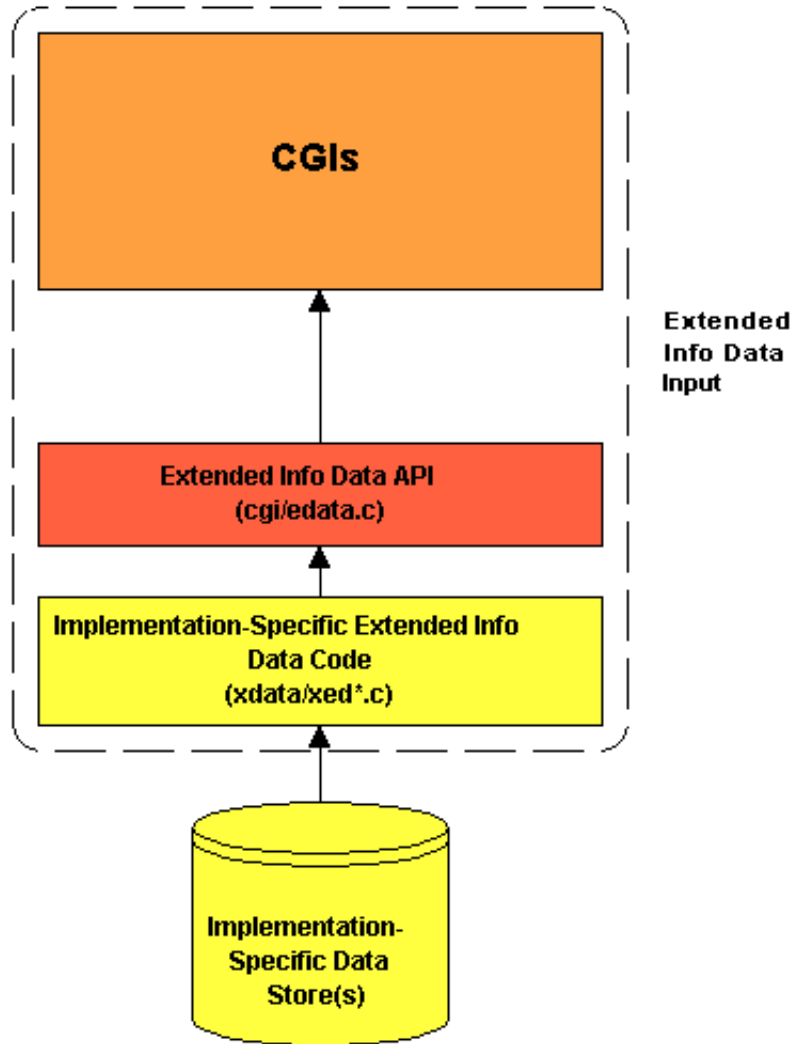 CGIs
Extended
Info Data
Input
Extended Info Data API
(cgi/edata.c)
Implementation-Specific Extended Info
Data Code
(xdata/xed*.c)
Implementation-
Specific Data
Store(s)